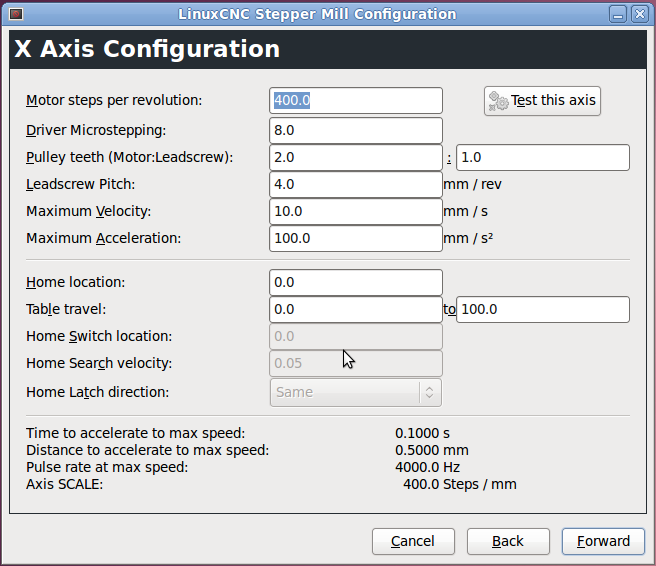 LinuxCNC Stepper Mill Configuration
X Axis Configuration
Motor steps per revolution: 400.0 Test this axis
Driver Microstepping: 8.0
Pulley teeth (Motor:Leadscrew): 2.0 : 1.0
Leadscrew Pitch: 4.0 mm / rev
Maximum Velocity: 10.0 mm / s
Maximum Acceleration: 100.0 mm / s²
Home location: 0.0
Table travel: 0.0 to 100.0
Home Switch location: 0.0
Home Search velocity: 0.05
Home Latch direction: Same
Time to accelerate to max speed: 0.1000 s
Distance to accelerate to max speed: 0.5000 mm
Pulse rate at max speed: 4000.0 Hz
Axis SCALE: 400.0 Steps / mm
Cancel Back Forward